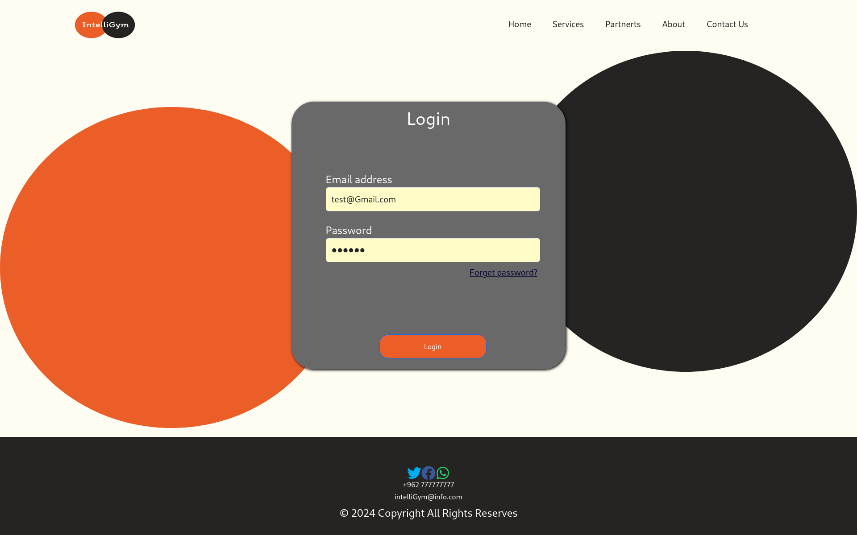 IntelliGym
Home Services Partnerts About Contact Us
Login
Email address
test@Gmail.com
Password
●●●●●●
Forget password?
Login
+962 777777777
intelliGym@info.com
© 2024 Copyright All Rights Reserves